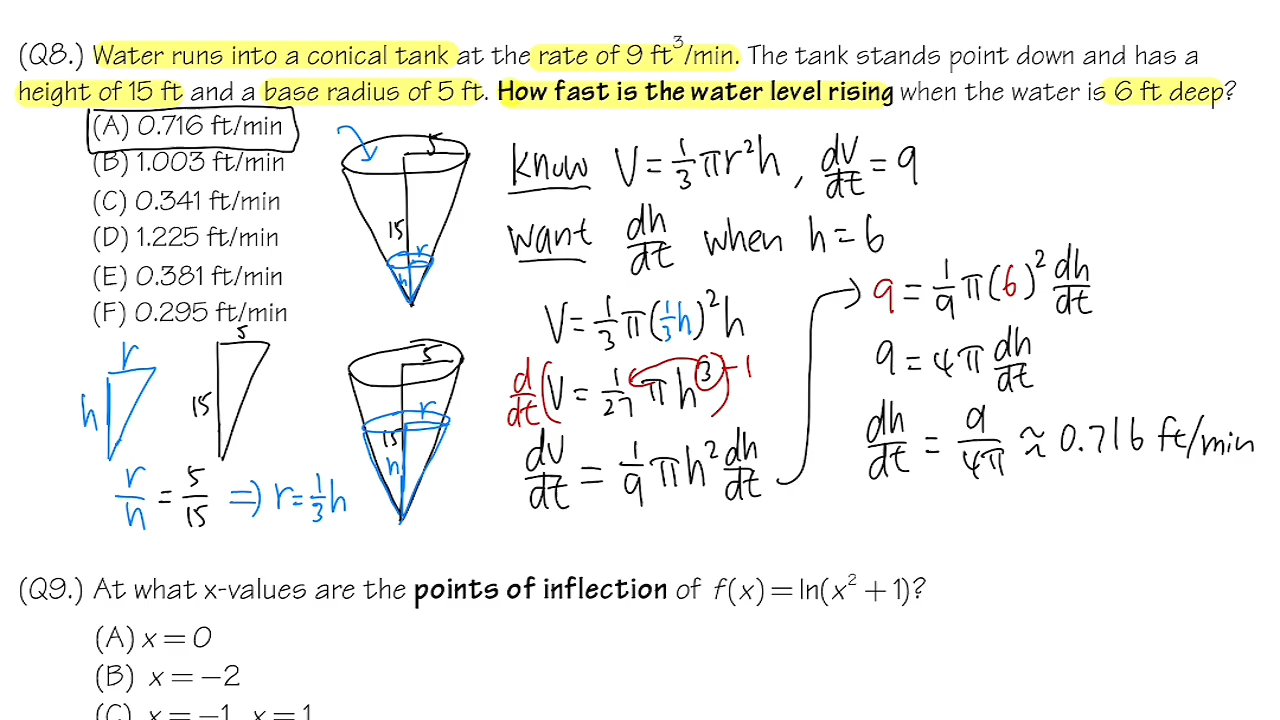 (Q8.) Water runs into a conical tank at the rate of 9 ft³/min. The tank stands point down and has a
height of 15 ft and a base radius of 5 ft. How fast is the water level rising when the water is 6 ft deep?
(A) 0.716 ft/min
(B) 1.003 ft/min
(C) 0.341 ft/min
(D) 1.225 ft/min
(E) 0.381 ft/min
(F) 0.295 ft/min
5
15
r
h
know V = 1/3 πr²h, dV/dt = 9
want dh/dt when h = 6
V = 1/3 π(1/3 h)²h
d/dt (V = 1/27 πh³) -1
dV/dt = 1/9 πh² dh/dt
9 = 1/9 π(6)² dh/dt
9 = 4π dh/dt
dh/dt = 9/4π ≈ 0.716 ft/min
r
h
5
15
r/h = 5/15 ⇒ r = 1/3 h
5
r
15
h
(Q9.) At what x-values are the points of inflection of f(x) = ln(x² + 1)?
(A) x = 0
(B) x = −2
(C) x = −1, x = 1